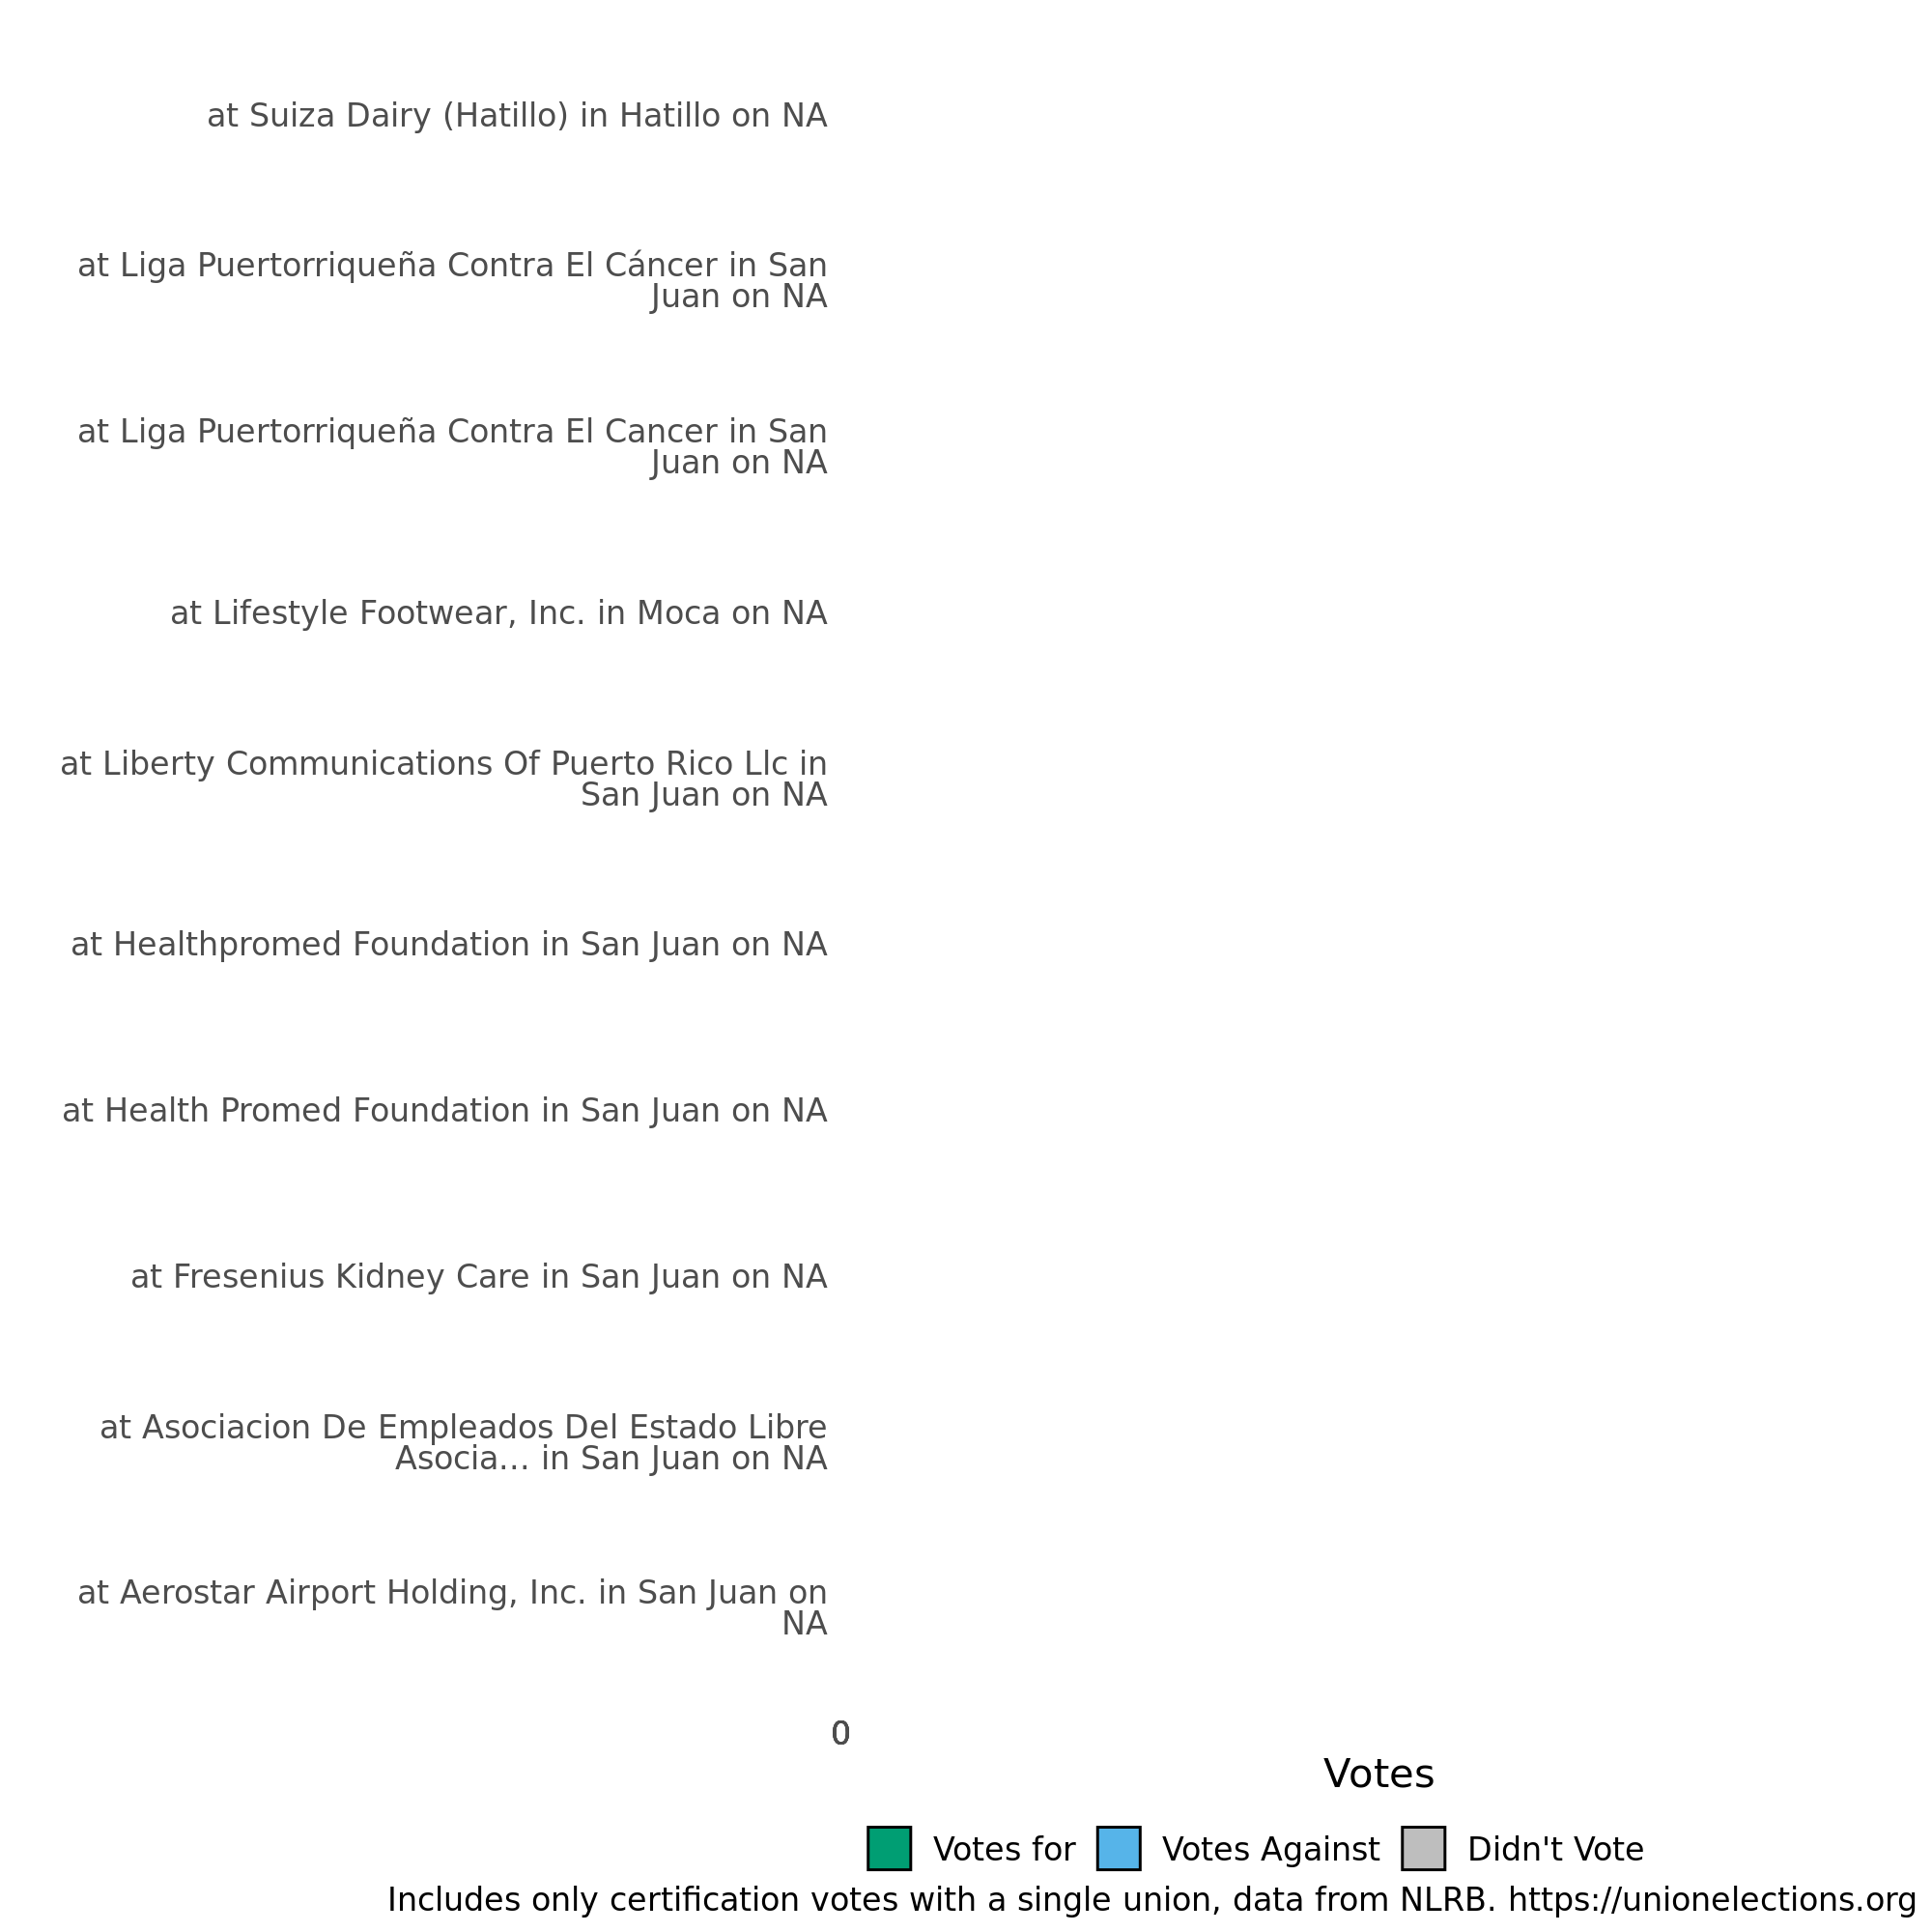 at Suiza Dairy (Hatillo) in Hatillo on NA
at Liga Puertorriqueña Contra El Cáncer in San
Juan on NA
at Liga Puertorriqueña Contra El Cancer in San
Juan on NA
at Lifestyle Footwear, Inc. in Moca on NA
at Liberty Communications Of Puerto Rico Llc in
San Juan on NA
at Healthpromed Foundation in San Juan on NA
at Health Promed Foundation in San Juan on NA
at Fresenius Kidney Care in San Juan on NA
at Asociacion De Empleados Del Estado Libre
Asocia... in San Juan on NA
at Aerostar Airport Holding, Inc. in San Juan on
NA
0
Votes
Votes for Votes Against Didn't Vote
Includes only certification votes with a single union, data from NLRB. https://unionelections.org